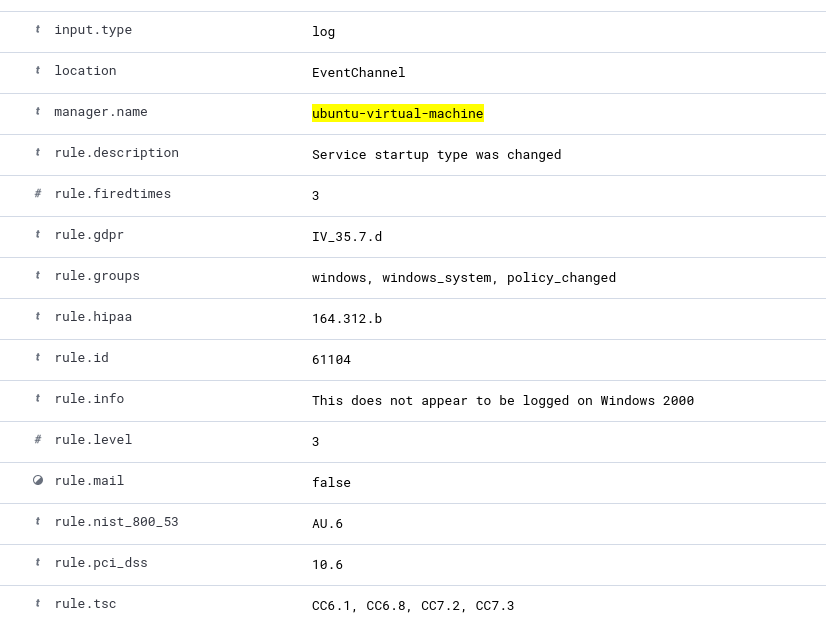 t input.type log
t location EventChannel
t manager.name ubuntu-virtual-machine
t rule.description Service startup type was changed
# rule.firedtimes 3
t rule.gdpr IV_35.7.d
t rule.groups windows, windows_system, policy_changed
t rule.hipaa 164.312.b
t rule.id 61104
t rule.info This does not appear to be logged on Windows 2000
# rule.level 3
rule.mail false
t rule.nist_800_53 AU.6
t rule.pci_dss 10.6
t rule.tsc CC6.1, CC6.8, CC7.2, CC7.3